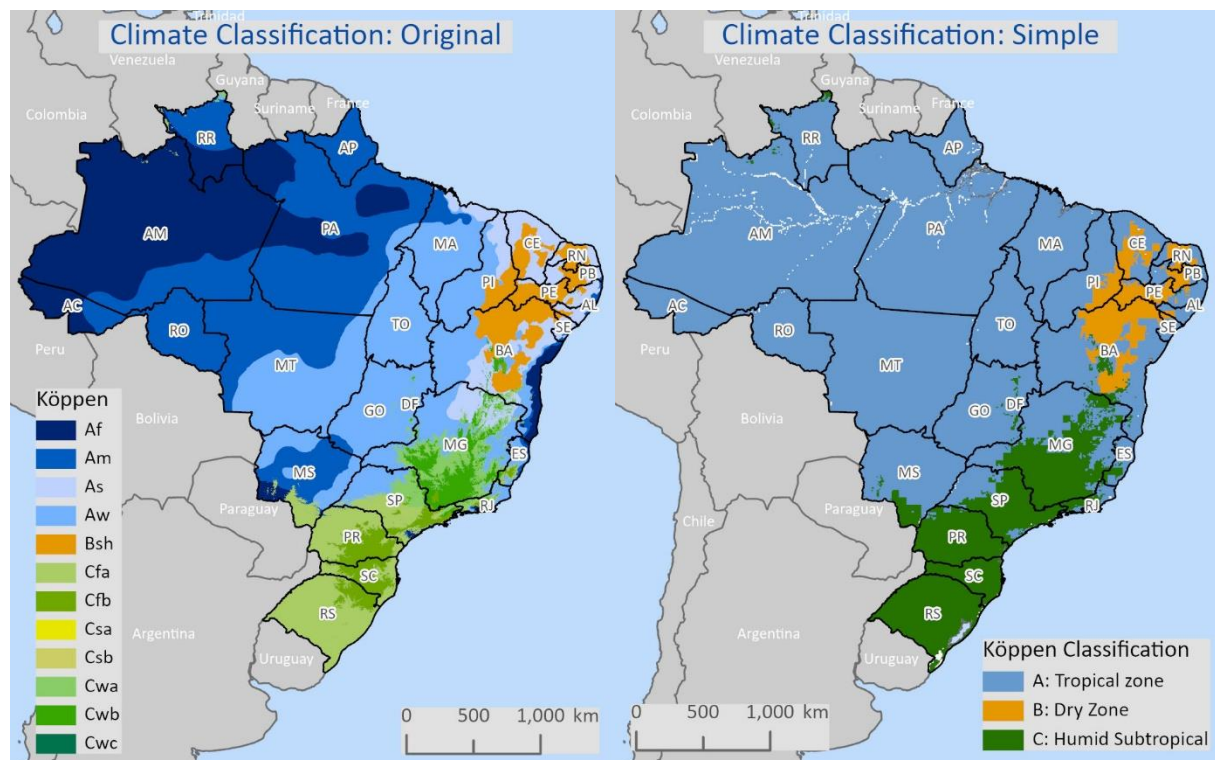 Climate Classification: Original
Trinidad
Venezuela
Guyana
Suriname
France
Colombia
RR
AP
AM
PA
MA
CE
RN
PB
PI
PE
AL
SE
AC
RO
TO
BA
Peru
MT
GO
DF
Bolivia
MG
ES
MS
SP
RJ
Paraguay
PR
SC
RS
Argentina
Uruguay
Köppen
Af
Am
As
Aw
Bsh
Cfa
Cfb
Csa
Csb
Cwa
Cwb
Cwc
0 500 1,000 km
Climate Classification: Simple
Trinidad
Venezuela
Guyana
Suriname
France
Colombia
RR
AP
AM
PA
MA
CE
RN
PB
PI
PE
AL
SE
AC
RO
TO
BA
Peru
MT
GO
DF
Bolivia
MG
ES
MS
SP
RJ
Paraguay
Chile
PR
SC
RS
Argentina
Uruguay
Köppen Classification
A: Tropical zone
B: Dry Zone
C: Humid Subtropical
0 500 1,000 km